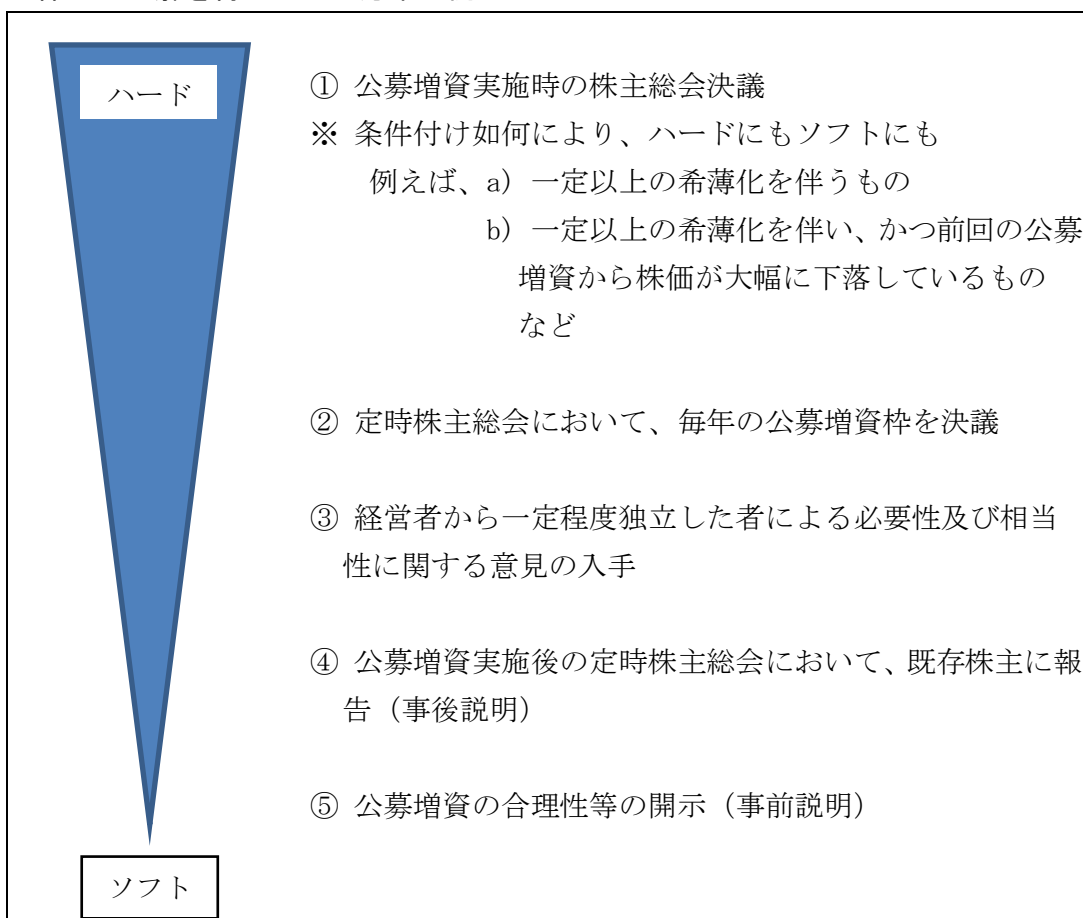 ハード
① 公募増資実施時の株主総会決議
※ 条件付け如何により、ハードにもソフトにも
例えば、a) 一定以上の希薄化を伴うもの
b) 一定以上の希薄化を伴い、かつ前回の公募
増資から株価が大幅に下落しているもの
など
② 定時株主総会において、毎年の公募増資枠を決議
③ 経営者から一定程度独立した者による必要性及び相当
性に関する意見の入手
④ 公募増資実施後の定時株主総会において、既存株主に報
告（事後説明）
⑤ 公募増資の合理性等の開示（事前説明）
ソフト